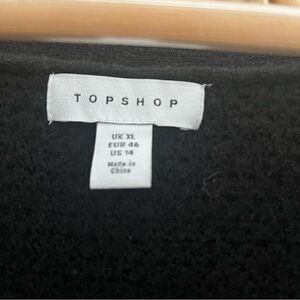 TOPSHOP
UK XL
EUR 46
US 14
Made in
China